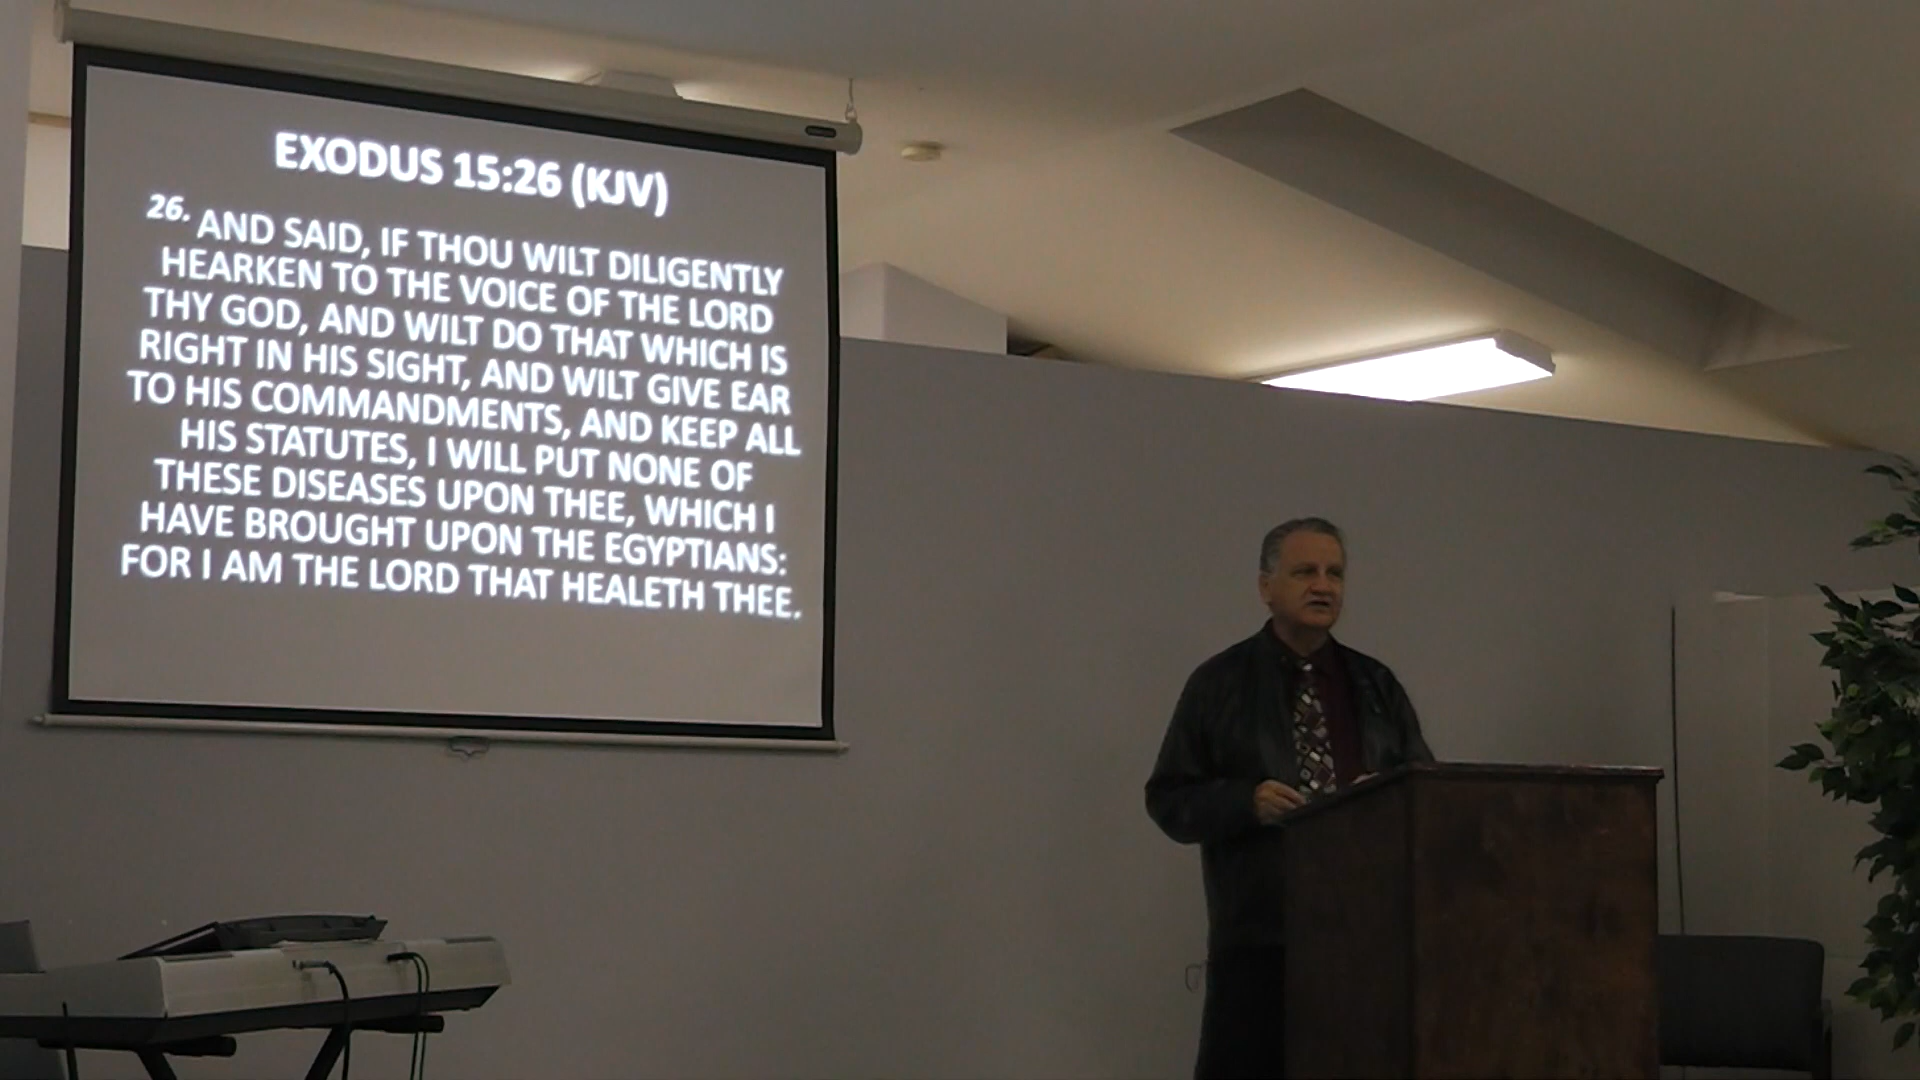 EXODUS 15:26 (KJV)
26. AND SAID, IF THOU WILT DILIGENTLY
HEARKEN TO THE VOICE OF THE LORD
THY GOD, AND WILT DO THAT WHICH IS
RIGHT IN HIS SIGHT, AND WILT GIVE EAR
TO HIS COMMANDMENTS, AND KEEP ALL
HIS STATUTES, I WILL PUT NONE OF
THESE DISEASES UPON THEE, WHICH I
HAVE BROUGHT UPON THE EGYPTIANS:
FOR I AM THE LORD THAT HEALETH THEE.